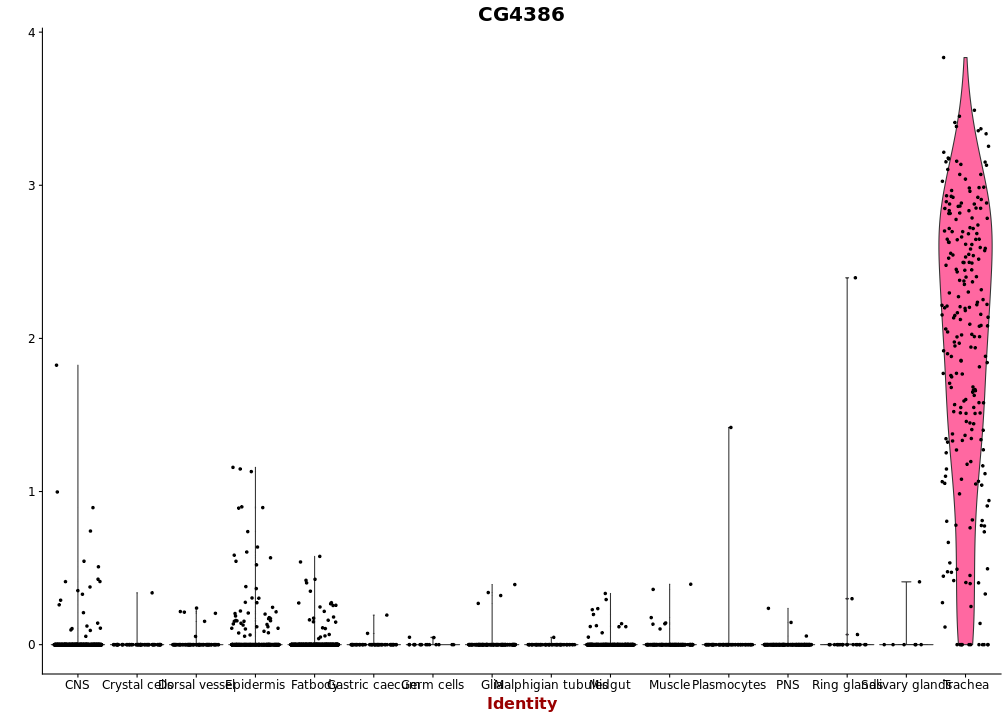 CG4386
4
3
2
1
0
CNS Crystal cells Dorsal vessel Epidermis Fatbody Gastric caecum Germ cells Glia Malphigian tubules Midgut Muscle Plasmocytes PNS Ring glands Salivary glands Trachea
Identity